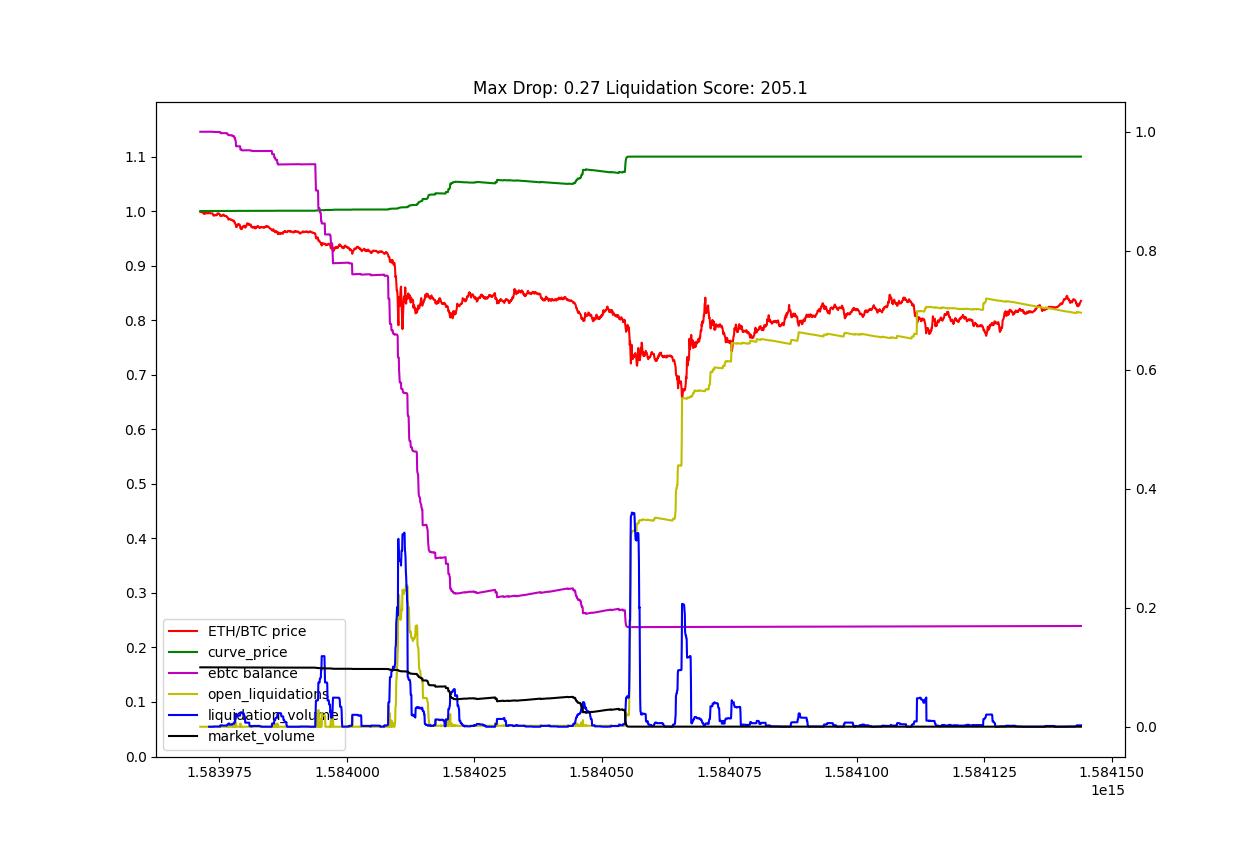 Max Drop: 0.27 Liquidation Score: 205.1
1.1
1.0
0.9
0.8
0.7
0.6
0.5
0.4
0.3
0.2
0.1
0.0
1.0
0.8
0.6
0.4
0.2
0.0
ETH/BTC price
curve_price
ebtc balance
open_liquidations
liquidation_volume
market_volume
1.583975 1.584000 1.584025 1.584050 1.584075 1.584100 1.584125 1.584150
1e15